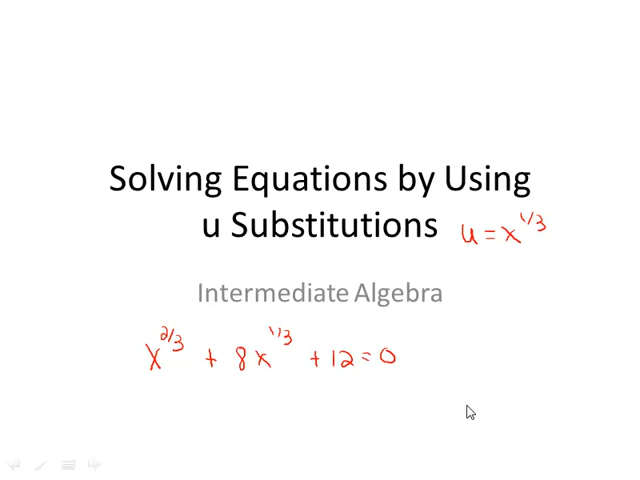 Solving Equations by Using
u Substitutions
u = x^1/3
Intermediate Algebra
x^2/3 + 8x^1/3 + 12 = 0